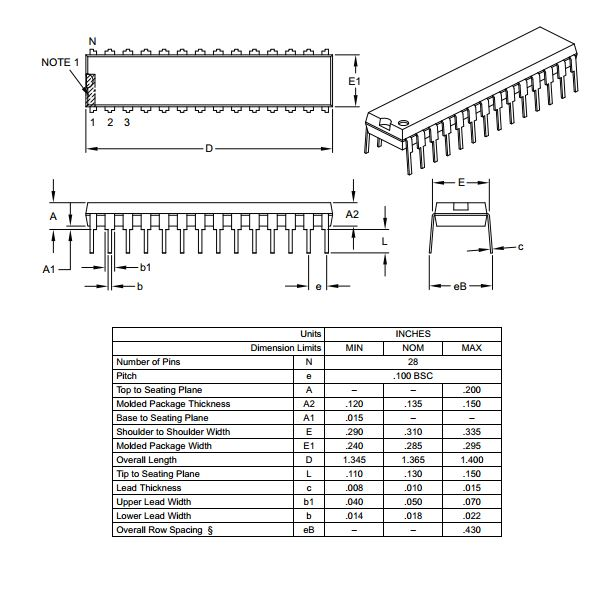 N
NOTE 1
E1
1 2 3
D
E
A
A2
L
c
A1
b1
b
e
eB
Units INCHES
Dimension Limits MIN NOM MAX
Number of Pins N 28
Pitch e .100 BSC
Top to Seating Plane A – – .200
Molded Package Thickness A2 .120 .135 .150
Base to Seating Plane A1 .015 – –
Shoulder to Shoulder Width E .290 .310 .335
Molded Package Width E1 .240 .285 .295
Overall Length D 1.345 1.365 1.400
Tip to Seating Plane L .110 .130 .150
Lead Thickness c .008 .010 .015
Upper Lead Width b1 .040 .050 .070
Lower Lead Width b .014 .018 .022
Overall Row Spacing § eB – – .430